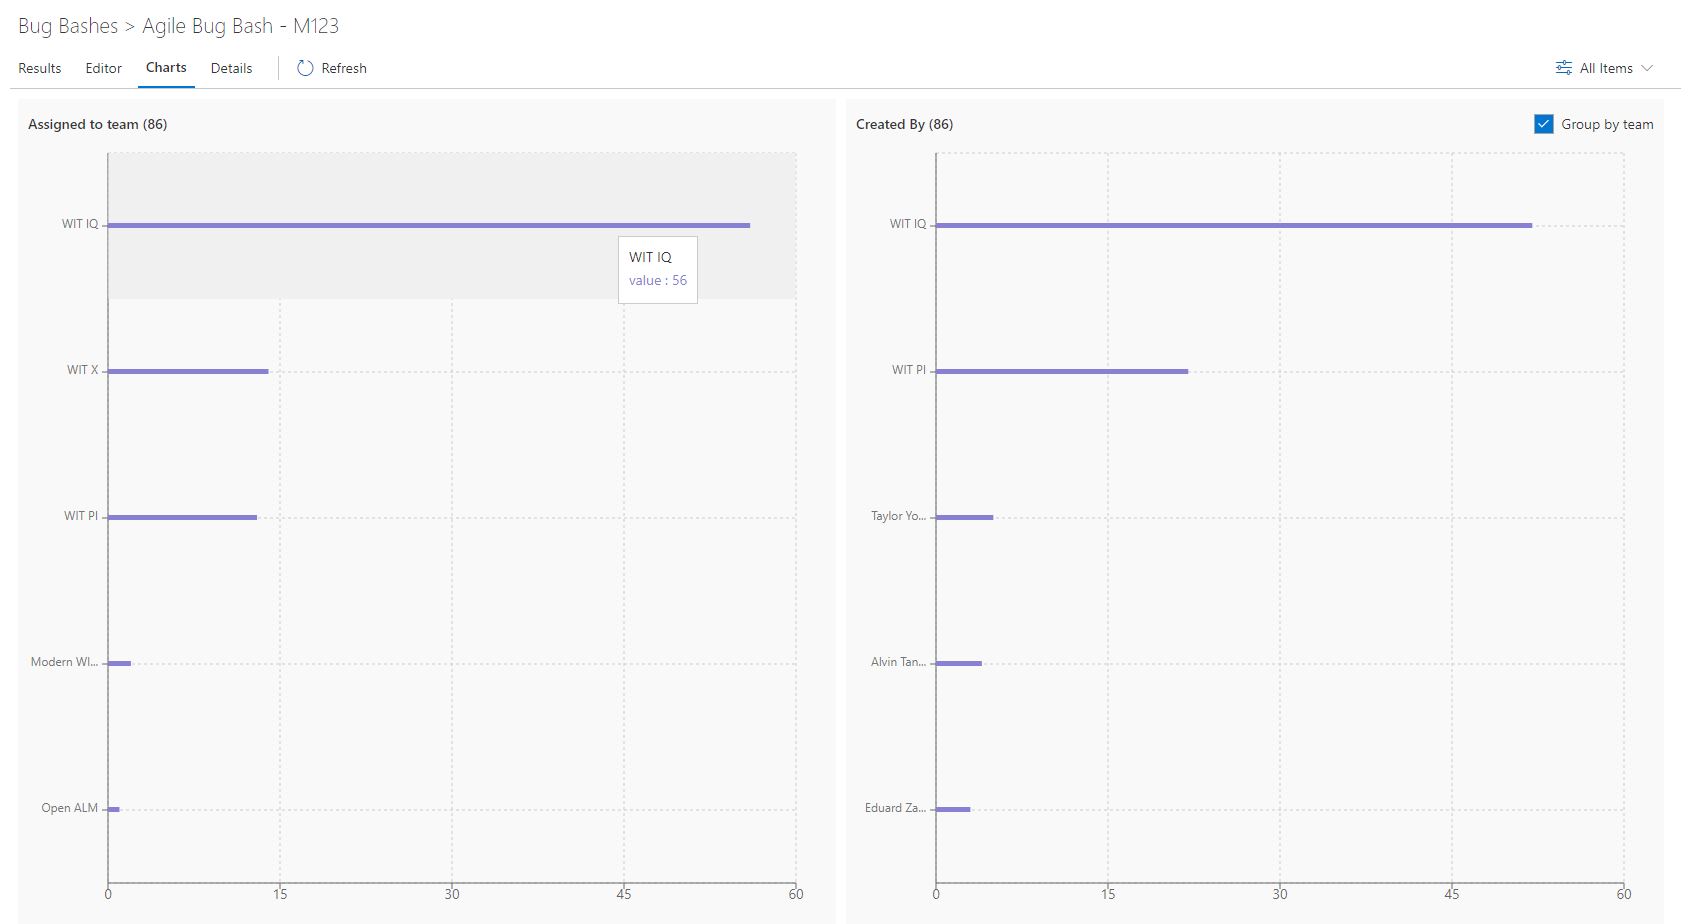 Bug Bashes > Agile Bug Bash - M123
Results Editor Charts Details Refresh All Items
Assigned to team (86)
WIT IQ
WIT IQ
value : 56
WIT X
WIT PI
Modern WI...
Open ALM
0 15 30 45 60
Created By (86) Group by team
WIT IQ
WIT PI
Taylor Yo...
Alvin Tan...
Eduard Za...
0 15 30 45 60